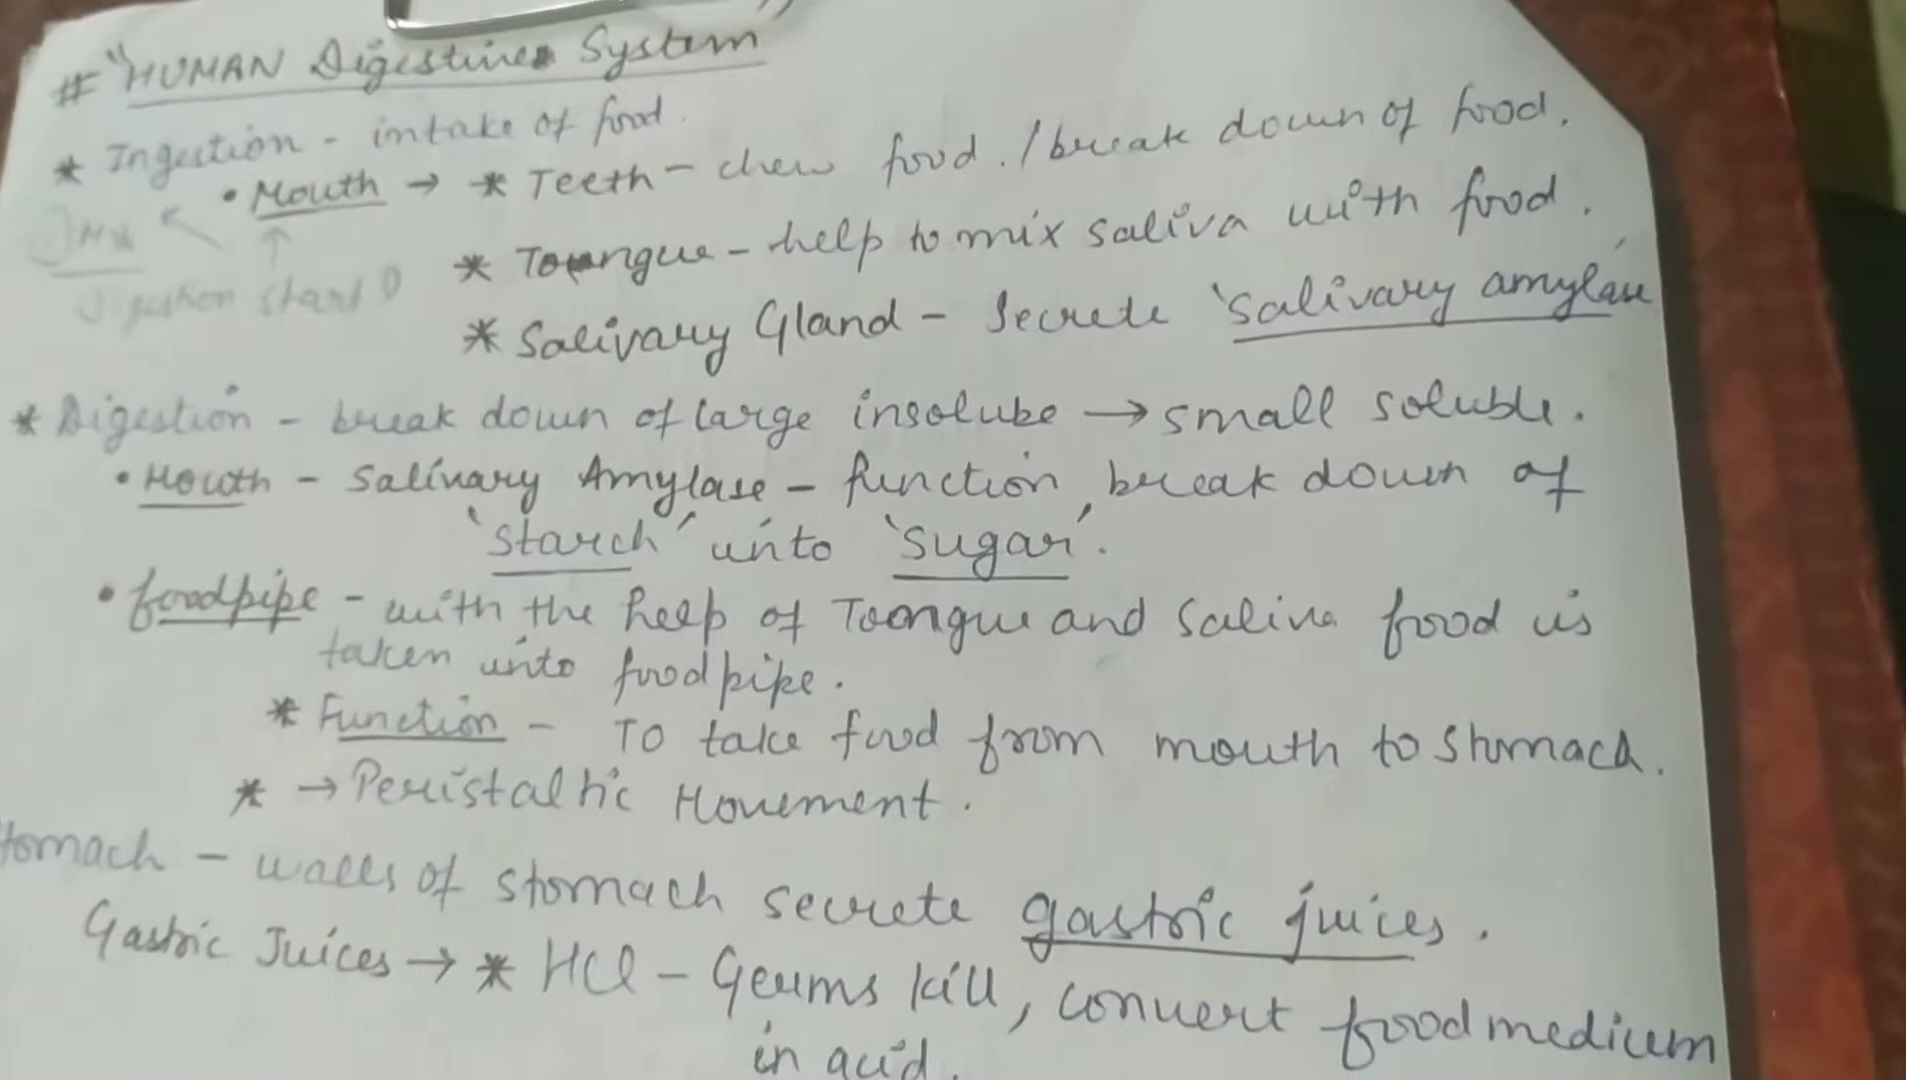 # "HUMAN Digestive System"
* Ingestion - intake of food.
• Mouth → * Teeth - chew food. / break down of food.
* Toongue - help to mix saliva with food.
Digestion start
* Salivary Gland - Secrete 'Salivary amylase'
* Digestion - break down of large insolube → small soluble.
• Mouth - Salivary Amylase - function, break down of
'Starch' into 'Sugar'.
• foodpipe - with the help of Toongue and Saliva food is
taken into foodpipe.
* Function - To take food from mouth to Stomach.
* → Peristaltic Movement.
tomach - walls of stomach secrete gastric juices.
Gastric Juices → * HCl - Germs kill, convert food medium
in acid.